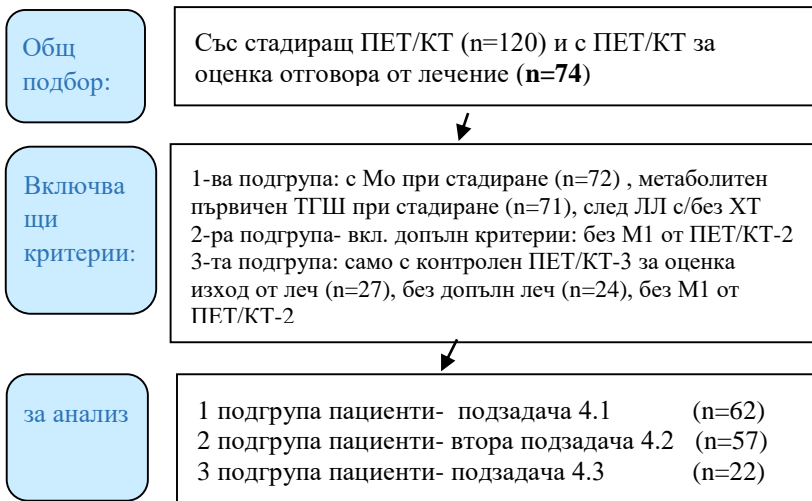 Общ
подбор:
Със стадиращ ПЕТ/КТ (n=120) и с ПЕТ/КТ за
оценка отговора от лечение (n=74)
Включва
щи
критерии:
1-ва подгрупа: с Мо при стадиране (n=72) , метаболитен
първичен ТГШ при стадиране (n=71), след ЛЛ с/без ХТ
2-ра подгрупа- вкл. допълн критерии: без М1 от ПЕТ/КТ-2
3-та подгрупа: само с контролен ПЕТ/КТ-3 за оценка
изход от леч (n=27), без допълн леч (n=24), без М1 от
ПЕТ/КТ-2
за анализ
1 подгрупа пациенти- подзадача 4.1 (n=62)
2 подгрупа пациенти- втора подзадача 4.2 (n=57)
3 подгрупа пациенти- подзадача 4.3 (n=22)